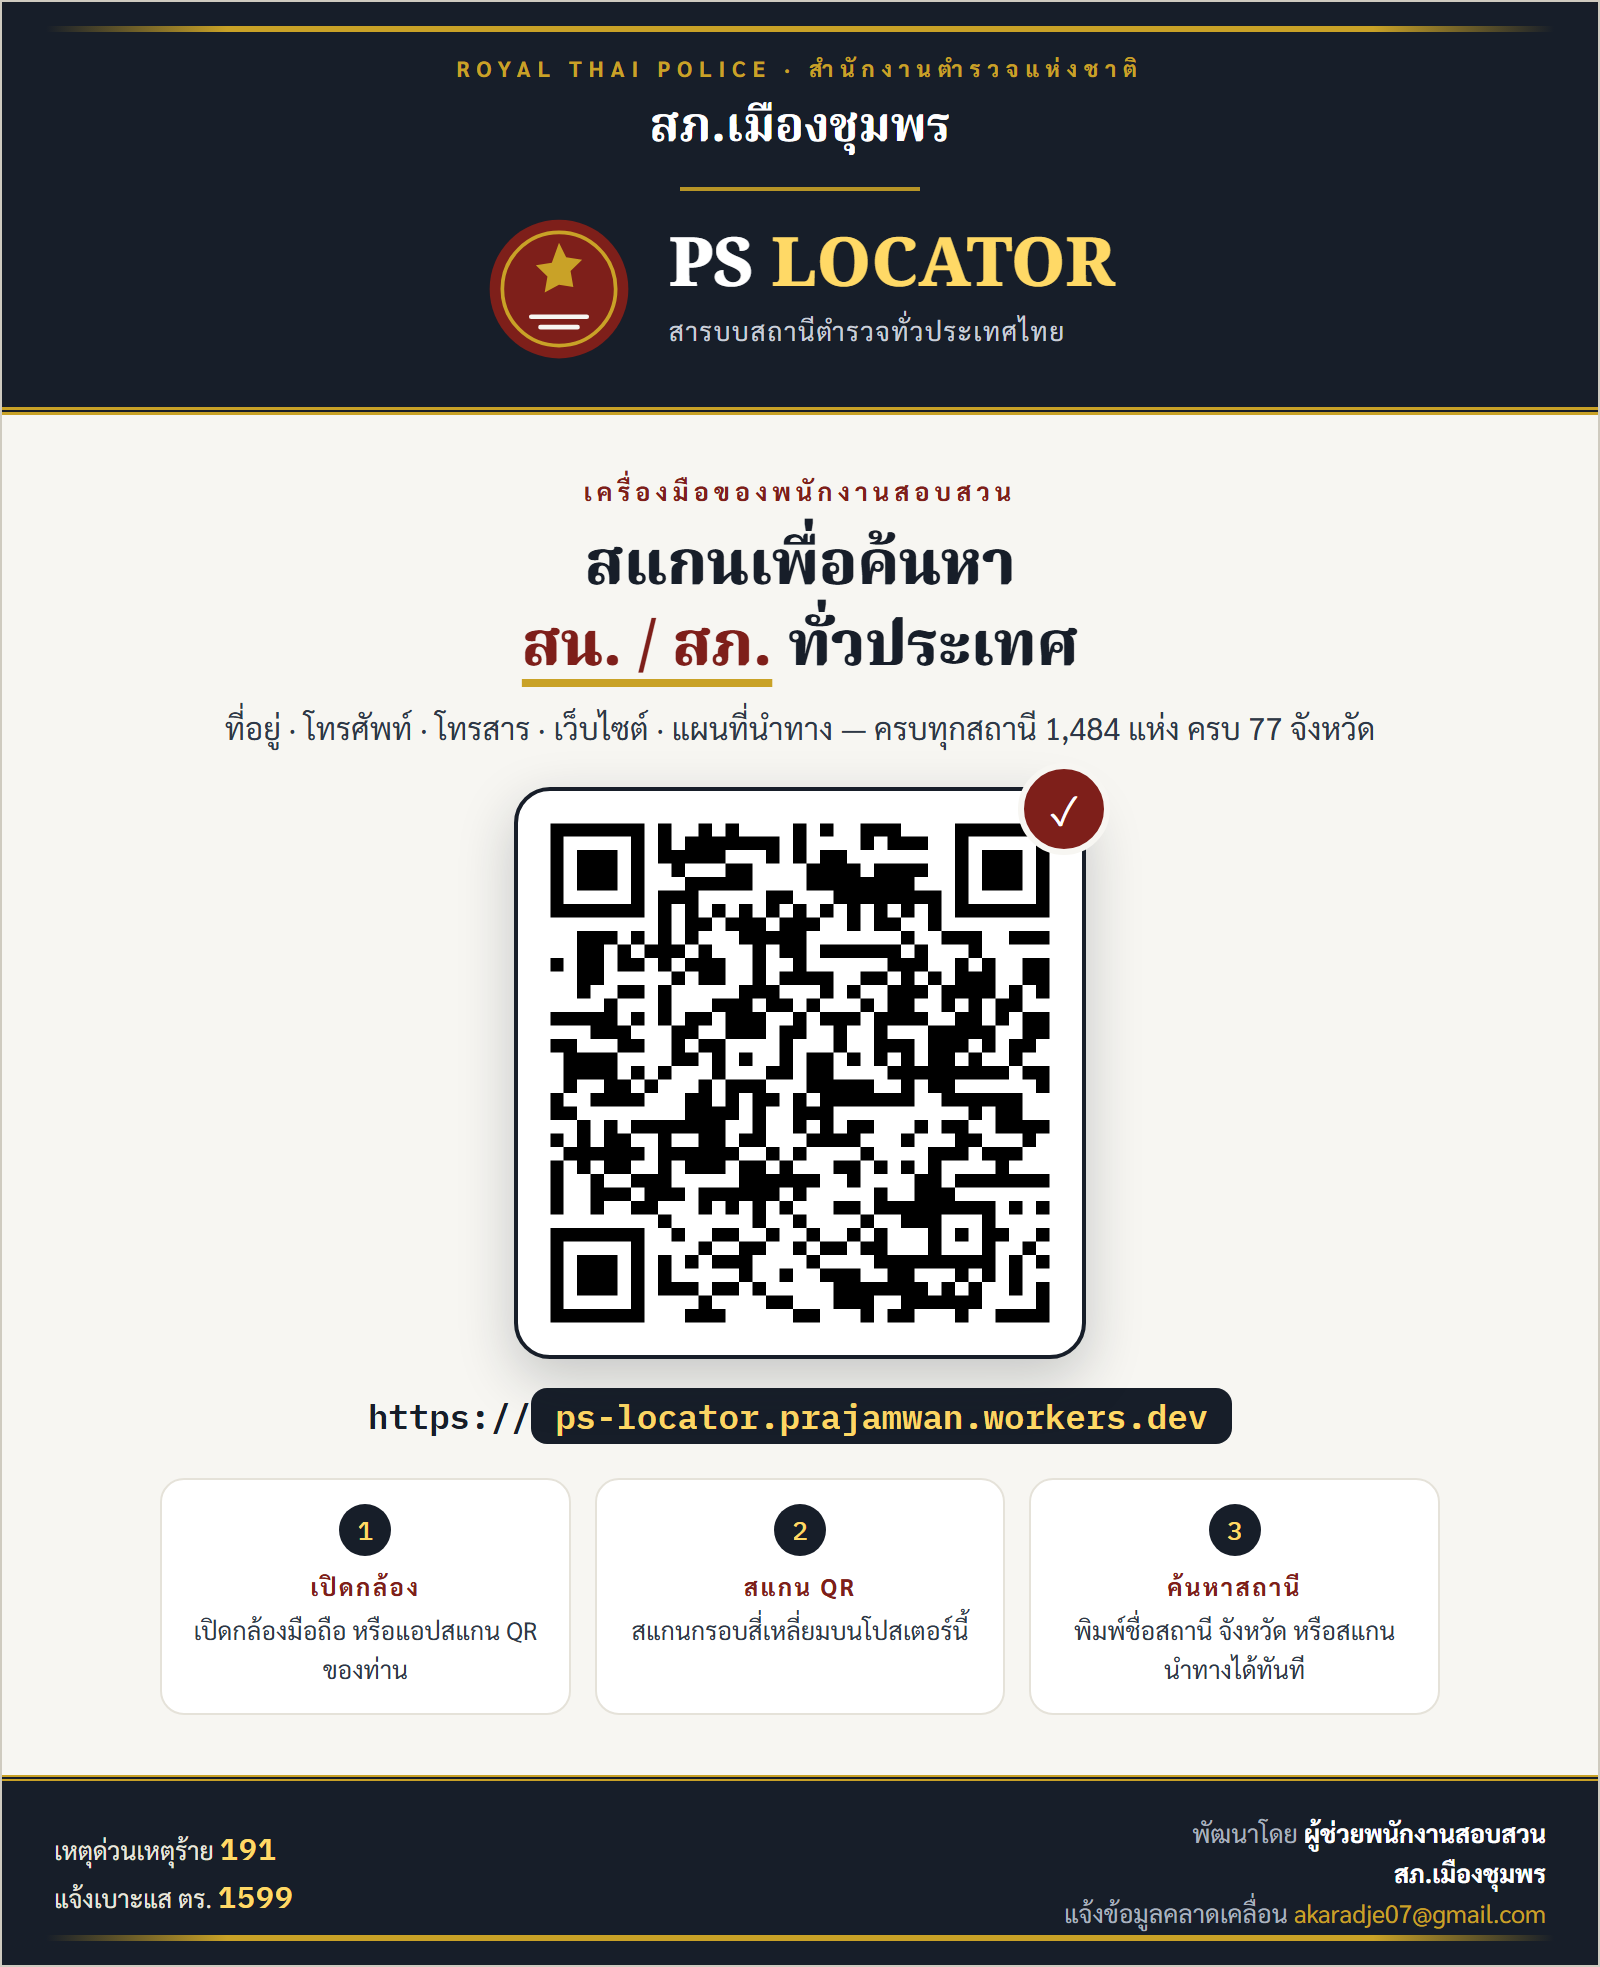 ROYAL THAI POLICE · สำนักงานตำรวจแห่งชาติ
สภ.เมืองชุมพร
PS LOCATOR
สารบบสถานีตำรวจทั่วประเทศไทย
เครื่องมือของพนักงานสอบสวน
สแกนเพื่อค้นหา
สน. / สภ. ทั่วประเทศ
ที่อยู่ · โทรศัพท์ · โทรสาร · เว็บไซต์ · แผนที่นำทาง — ครบทุกสถานี 1,484 แห่ง ครบ 77 จังหวัด
✓
https://ps-locator.prajamwan.workers.dev
1
เปิดกล้อง
เปิดกล้องมือถือ หรือแอปสแกน QR
ของท่าน
2
สแกน QR
สแกนกรอบสี่เหลี่ยมบนโปสเตอร์นี้
3
ค้นหาสถานี
พิมพ์ชื่อสถานี จังหวัด หรือสแกน
นำทางได้ทันที
เหตุด่วนเหตุร้าย 191
แจ้งเบาะแส ตร. 1599
พัฒนาโดย ผู้ช่วยพนักงานสอบสวน
สภ.เมืองชุมพร
แจ้งข้อมูลคลาดเคลื่อน akaradje07@gmail.com